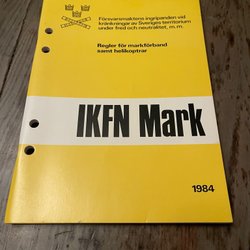 Försvarsmaktens ingripanden vid
kränkningar av Sveriges territorium
under fred och neutralitet, m.m.
Regler för markförband
samt helikoptrar
IKFN Mark
1984